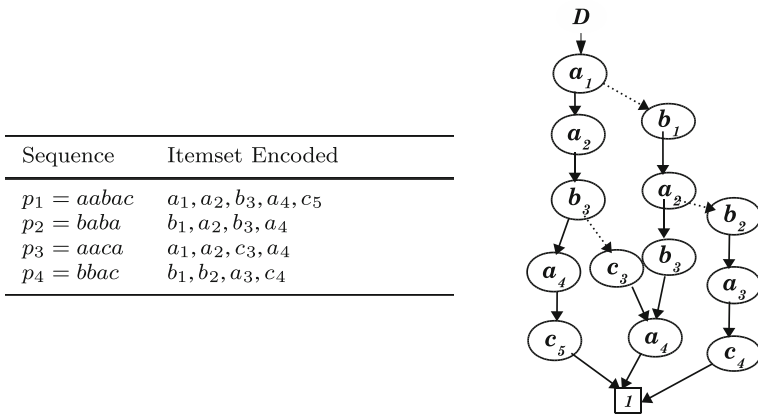 Sequence Itemset Encoded
p₁ = aabac a₁, a₂, b₃, a₄, c₅
p₂ = baba b₁, a₂, b₃, a₄
p₃ = aaca a₁, a₂, c₃, a₄
p₄ = bbac b₁, b₂, a₃, c₄
D
a₁
b₁
a₂
a₂
b₃
b₂
a₄
c₃
b₃
a₃
c₅
a₄
c₄
1